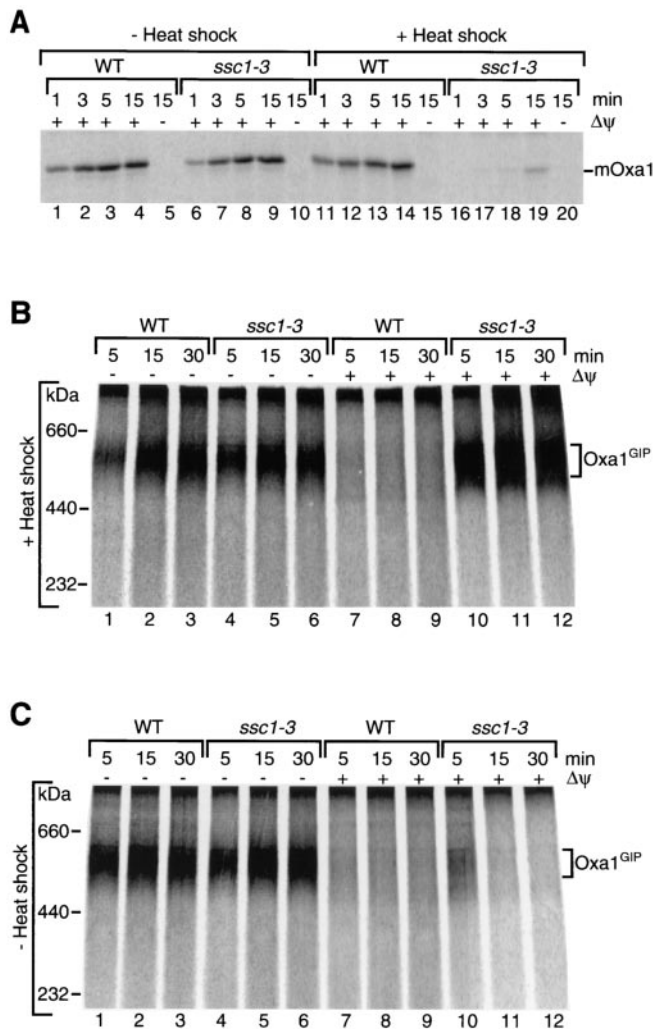 A
- Heat shock + Heat shock
WT ssc1-3 WT ssc1-3
1 3 5 15 15 1 3 5 15 15 1 3 5 15 15 1 3 5 15 15 min
+ + + + - + + + + - + + + + - + + + + - Δψ
-mOxa1
1 2 3 4 5 6 7 8 9 10 11 12 13 14 15 16 17 18 19 20
B
WT ssc1-3 WT ssc1-3
5 15 30 5 15 30 5 15 30 5 15 30 min
- - - - - - + + + + + + Δψ
kDa
660-
Oxa1GIP
440-
232-
+ Heat shock
1 2 3 4 5 6 7 8 9 10 11 12
C
WT ssc1-3 WT ssc1-3
5 15 30 5 15 30 5 15 30 5 15 30 min
- - - - - - + + + + + + Δψ
kDa
660-
Oxa1GIP
440-
232-
- Heat shock
1 2 3 4 5 6 7 8 9 10 11 12